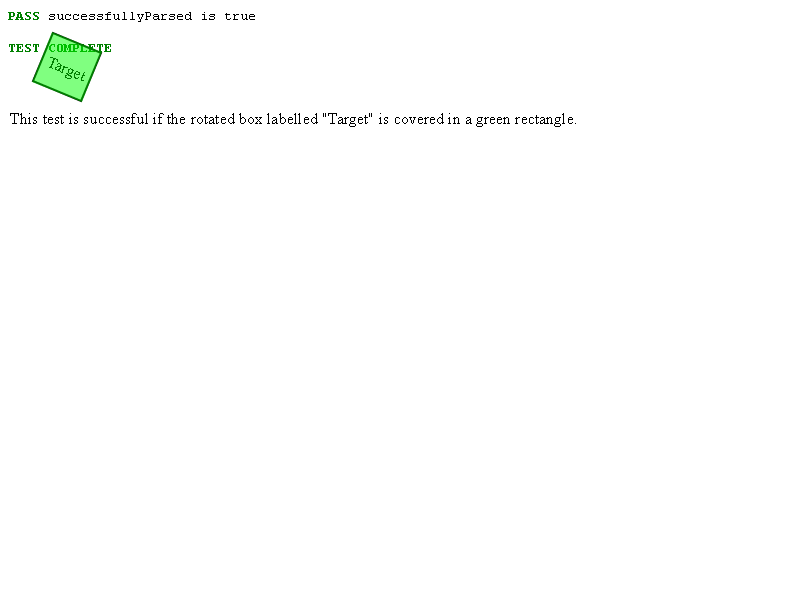 PASS successfullyParsed is true
TEST COMPLETE
Target
This test is successful if the rotated box labelled "Target" is covered in a green rectangle.